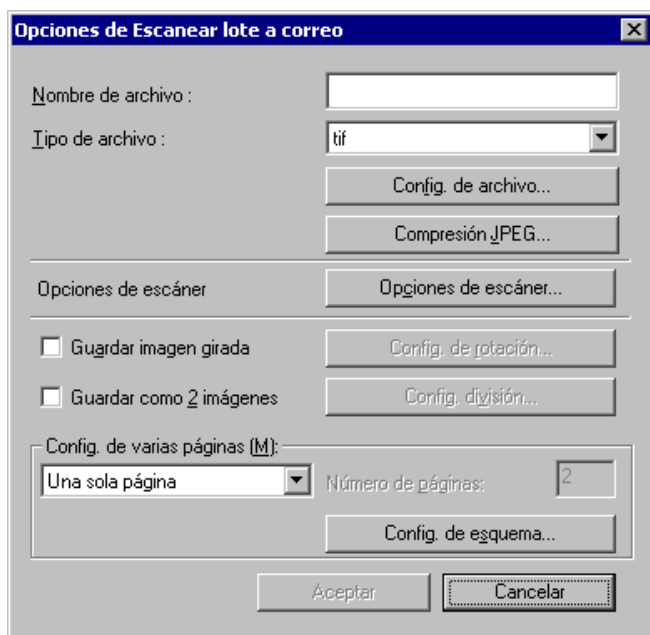 Opciones de Escanear lote a correo
Nombre de archivo :
Tipo de archivo : tif
Config. de archivo...
Compresión JPEG...
Opciones de escáner Opciones de escáner...
Guardar imagen girada Config. de rotación...
Guardar como 2 imágenes Config. división...
Config. de varias páginas (M):
Una sola página Número de páginas: 2
Config. de esquema...
Aceptar Cancelar